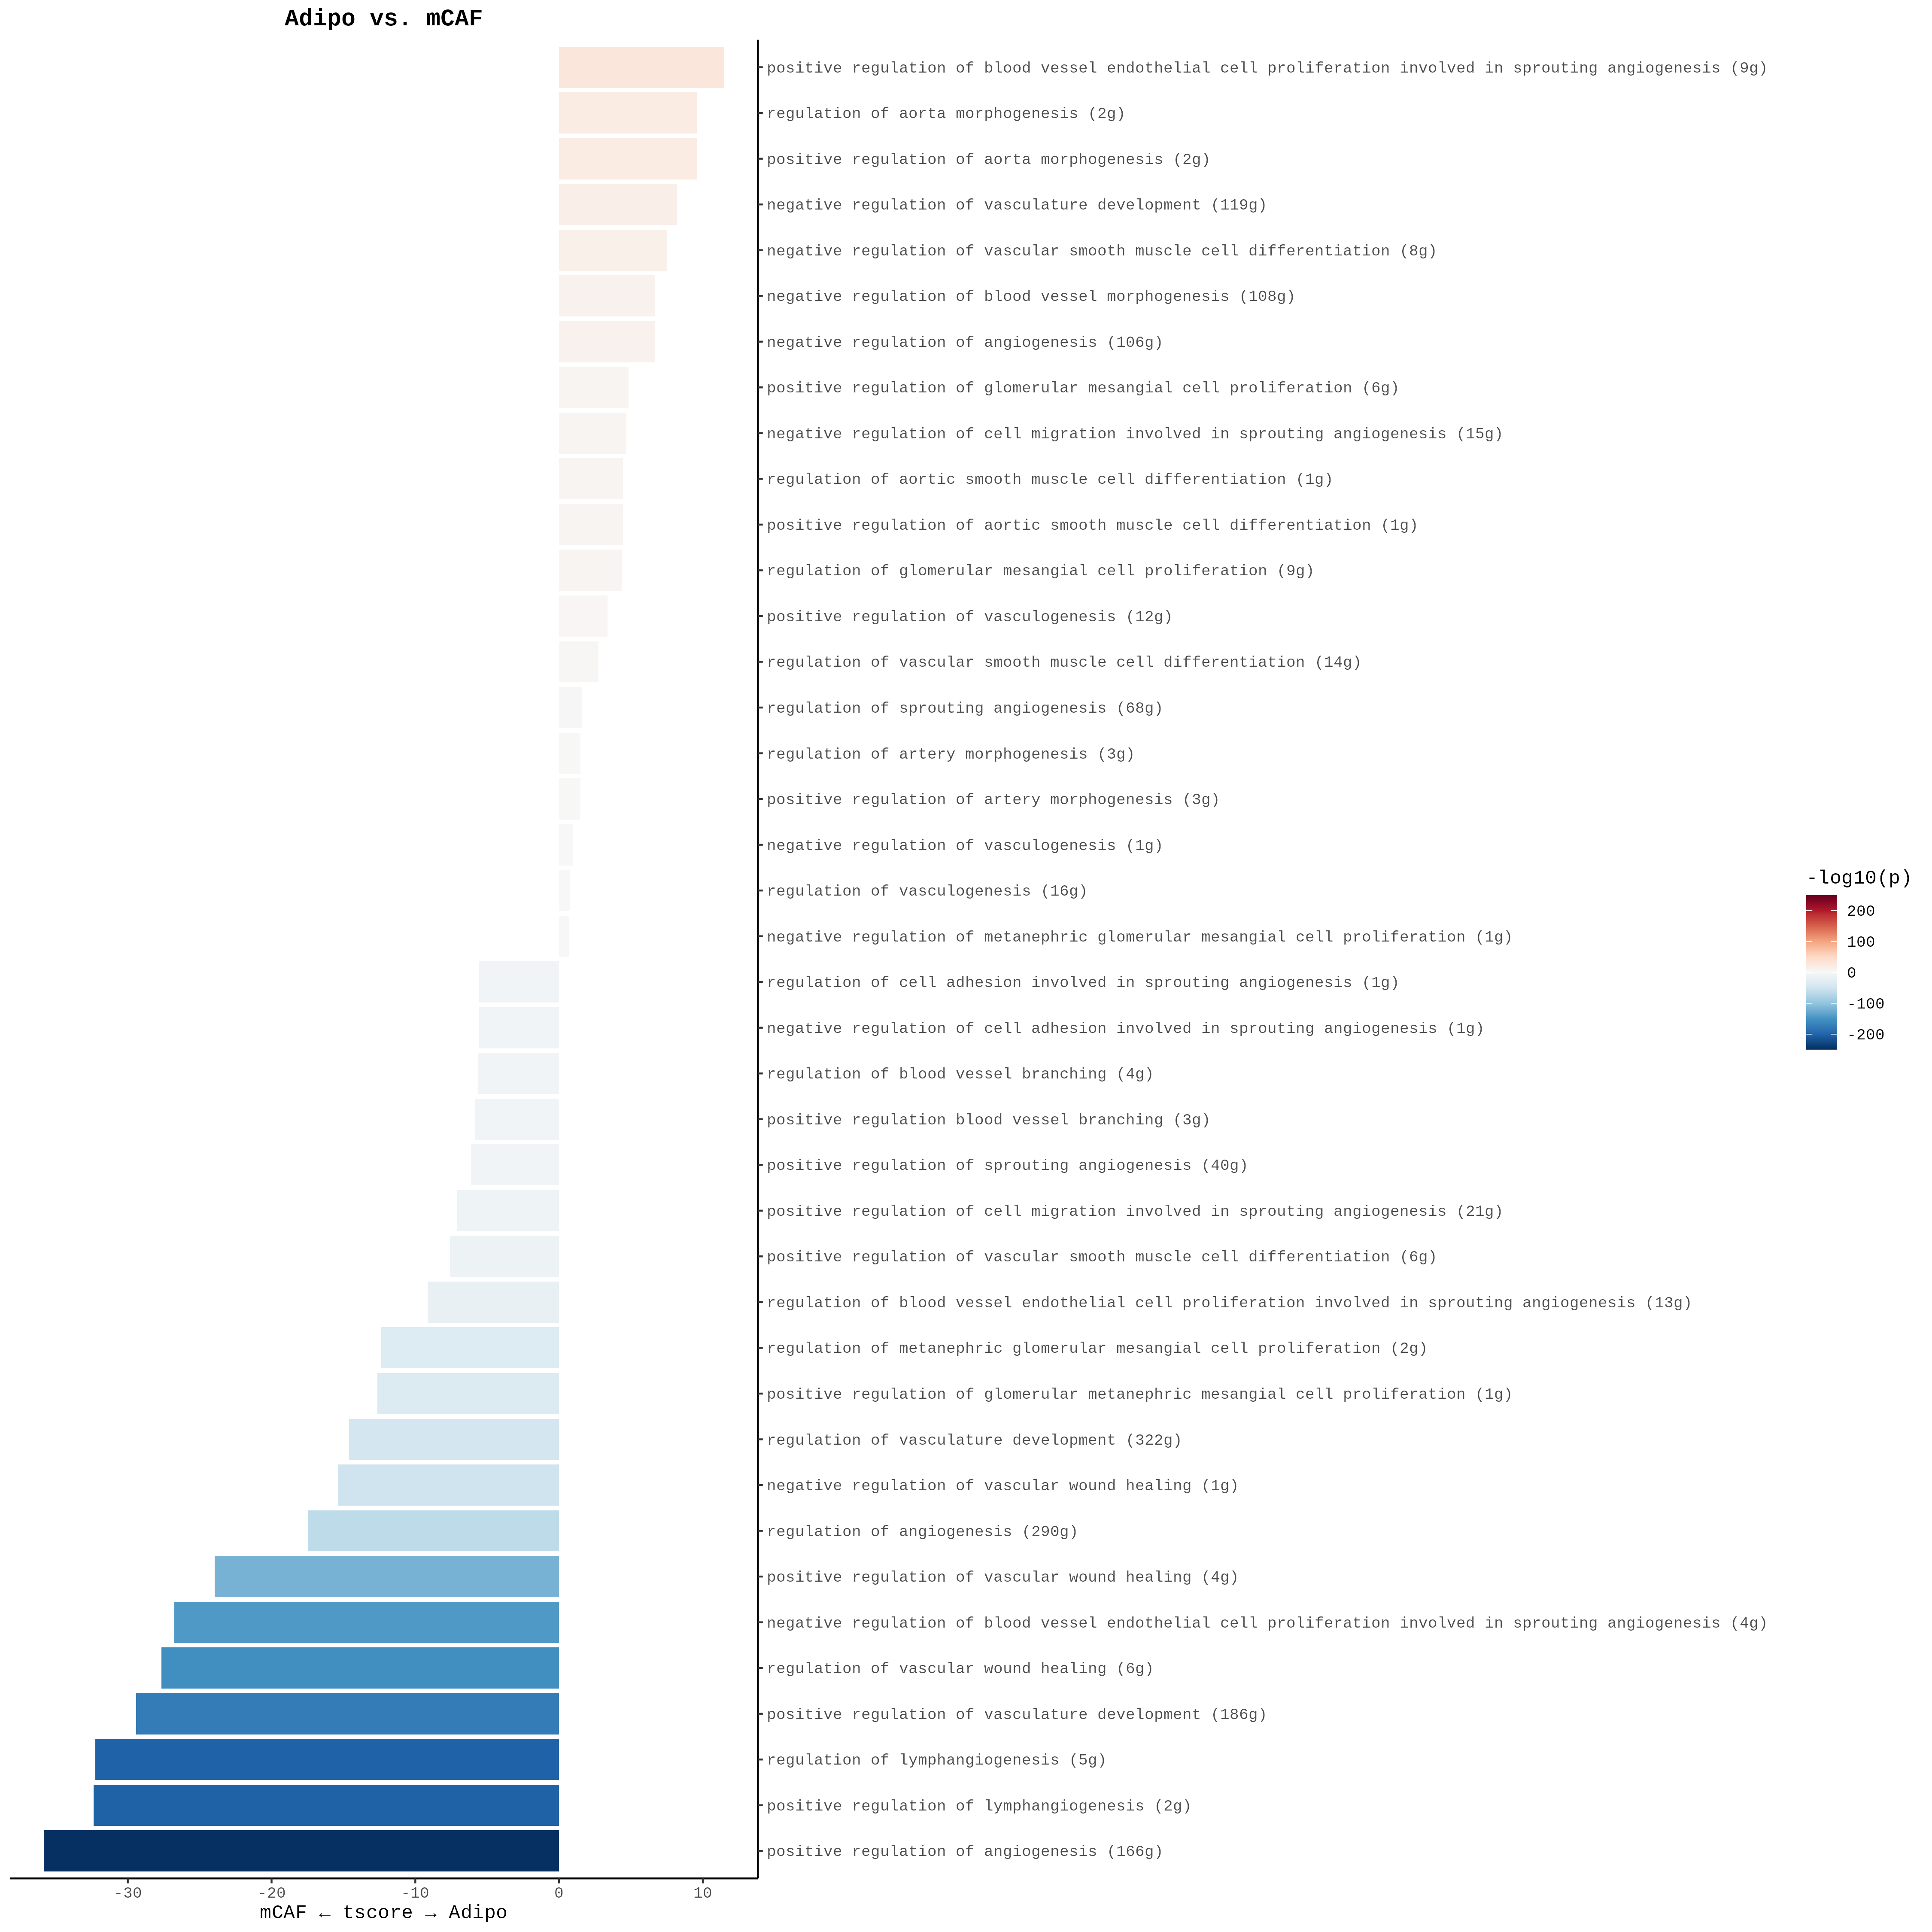 Adipo vs. mCAF
positive regulation of blood vessel endothelial cell proliferation involved in sprouting angiogenesis (9g)
regulation of aorta morphogenesis (2g)
positive regulation of aorta morphogenesis (2g)
negative regulation of vasculature development (119g)
negative regulation of vascular smooth muscle cell differentiation (8g)
negative regulation of blood vessel morphogenesis (108g)
negative regulation of angiogenesis (106g)
positive regulation of glomerular mesangial cell proliferation (6g)
negative regulation of cell migration involved in sprouting angiogenesis (15g)
regulation of aortic smooth muscle cell differentiation (1g)
positive regulation of aortic smooth muscle cell differentiation (1g)
regulation of glomerular mesangial cell proliferation (9g)
positive regulation of vasculogenesis (12g)
regulation of vascular smooth muscle cell differentiation (14g)
regulation of sprouting angiogenesis (68g)
regulation of artery morphogenesis (3g)
positive regulation of artery morphogenesis (3g)
negative regulation of vasculogenesis (1g)
regulation of vasculogenesis (16g)
negative regulation of metanephric glomerular mesangial cell proliferation (1g)
regulation of cell adhesion involved in sprouting angiogenesis (1g)
negative regulation of cell adhesion involved in sprouting angiogenesis (1g)
regulation of blood vessel branching (4g)
positive regulation blood vessel branching (3g)
positive regulation of sprouting angiogenesis (40g)
positive regulation of cell migration involved in sprouting angiogenesis (21g)
positive regulation of vascular smooth muscle cell differentiation (6g)
regulation of blood vessel endothelial cell proliferation involved in sprouting angiogenesis (13g)
regulation of metanephric glomerular mesangial cell proliferation (2g)
positive regulation of glomerular metanephric mesangial cell proliferation (1g)
regulation of vasculature development (322g)
negative regulation of vascular wound healing (1g)
regulation of angiogenesis (290g)
positive regulation of vascular wound healing (4g)
negative regulation of blood vessel endothelial cell proliferation involved in sprouting angiogenesis (4g)
regulation of vascular wound healing (6g)
positive regulation of vasculature development (186g)
regulation of lymphangiogenesis (5g)
positive regulation of lymphangiogenesis (2g)
positive regulation of angiogenesis (166g)
-30 -20 -10 0 10
mCAF ← tscore → Adipo
-log10(p)
200
100
0
-100
-200